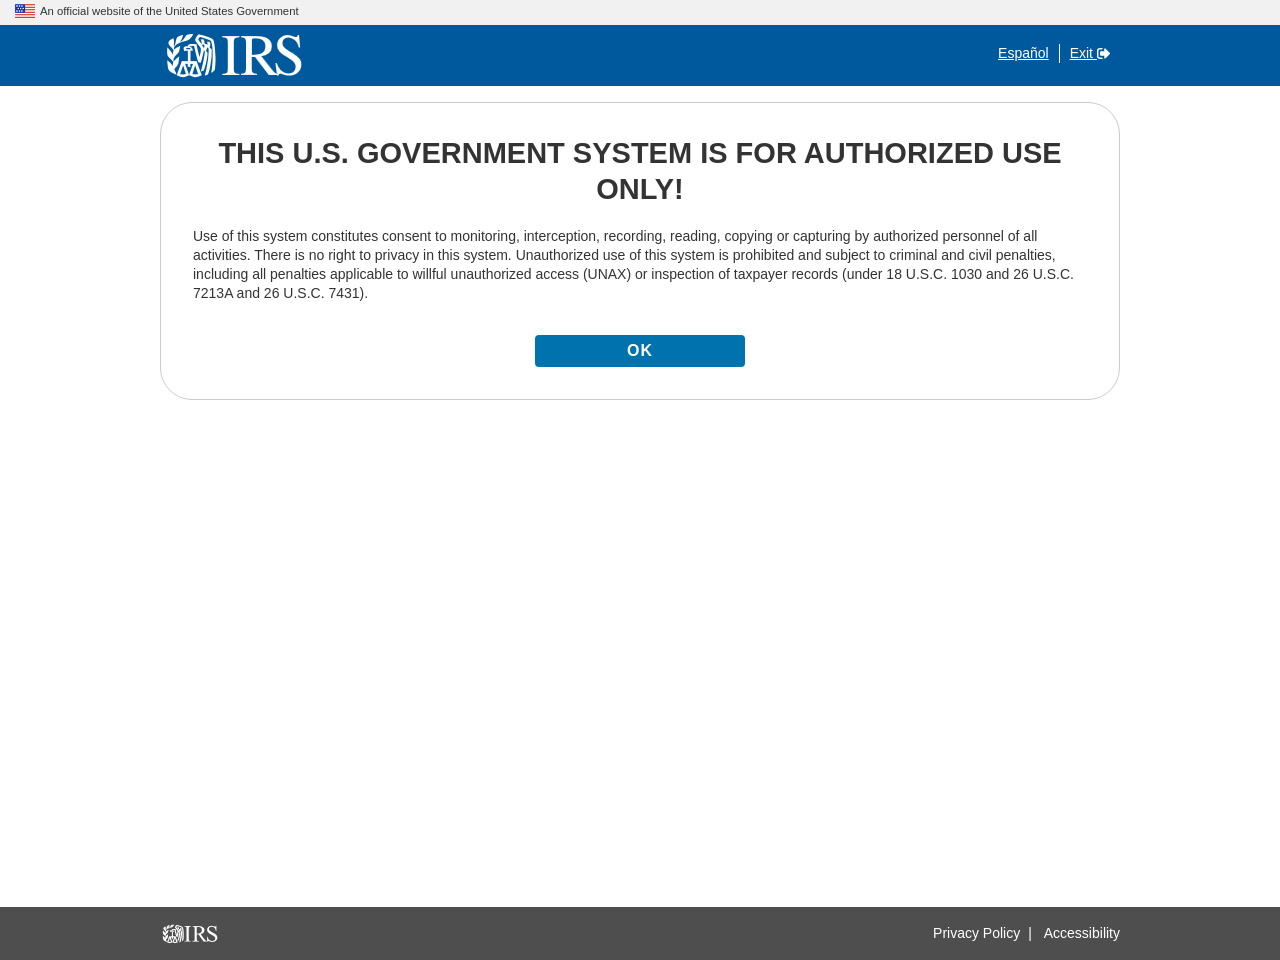 An official website of the United States Government
IRS
Español
Exit
THIS U.S. GOVERNMENT SYSTEM IS FOR AUTHORIZED USE
ONLY!
Use of this system constitutes consent to monitoring, interception, recording, reading, copying or capturing by authorized personnel of all
activities. There is no right to privacy in this system. Unauthorized use of this system is prohibited and subject to criminal and civil penalties,
including all penalties applicable to willful unauthorized access (UNAX) or inspection of taxpayer records (under 18 U.S.C. 1030 and 26 U.S.C.
7213A and 26 U.S.C. 7431).
OK
IRS
Privacy Policy | Accessibility